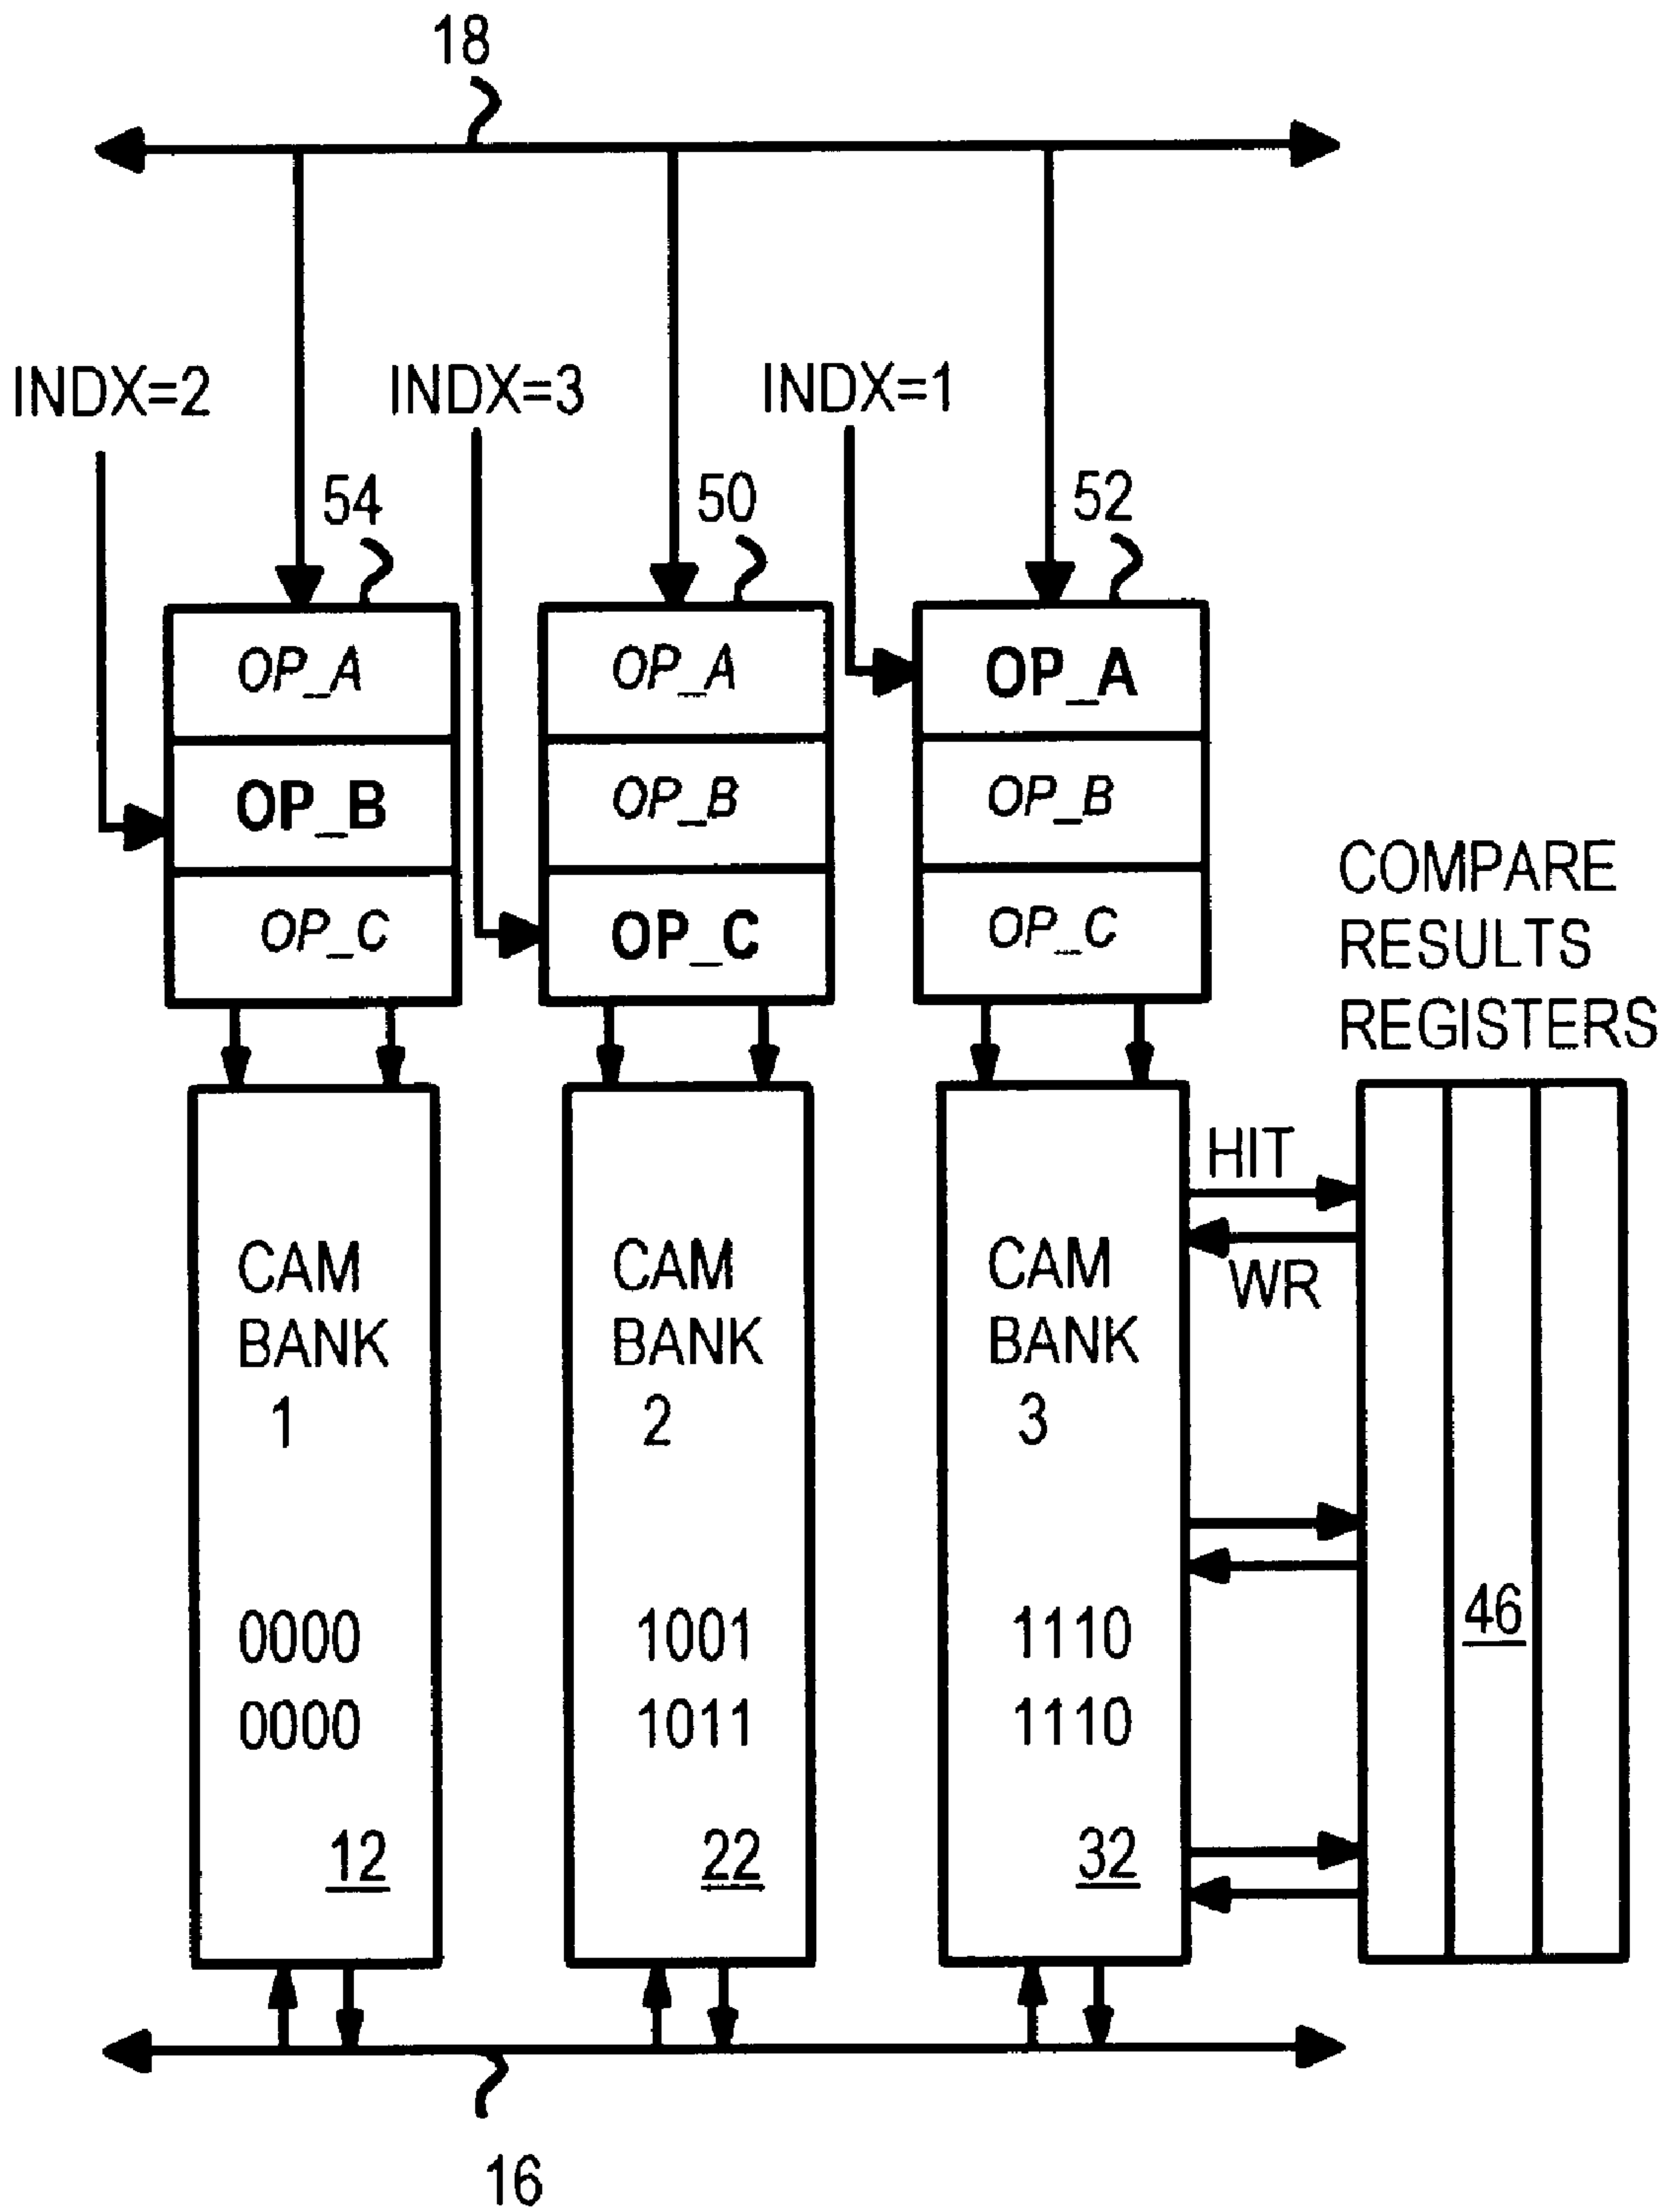 18
INDX=2
INDX=3
INDX=1
54
50
52
OP_A
OP_B
OP_C
OP_A
OP_B
OP_C
OP_A
OP_B
OP_C
COMPARE
RESULTS
REGISTERS
CAM
BANK
1
0000
0000
12
CAM
BANK
2
1001
1011
22
CAM
BANK
3
1110
1110
32
HIT
WR
46
16